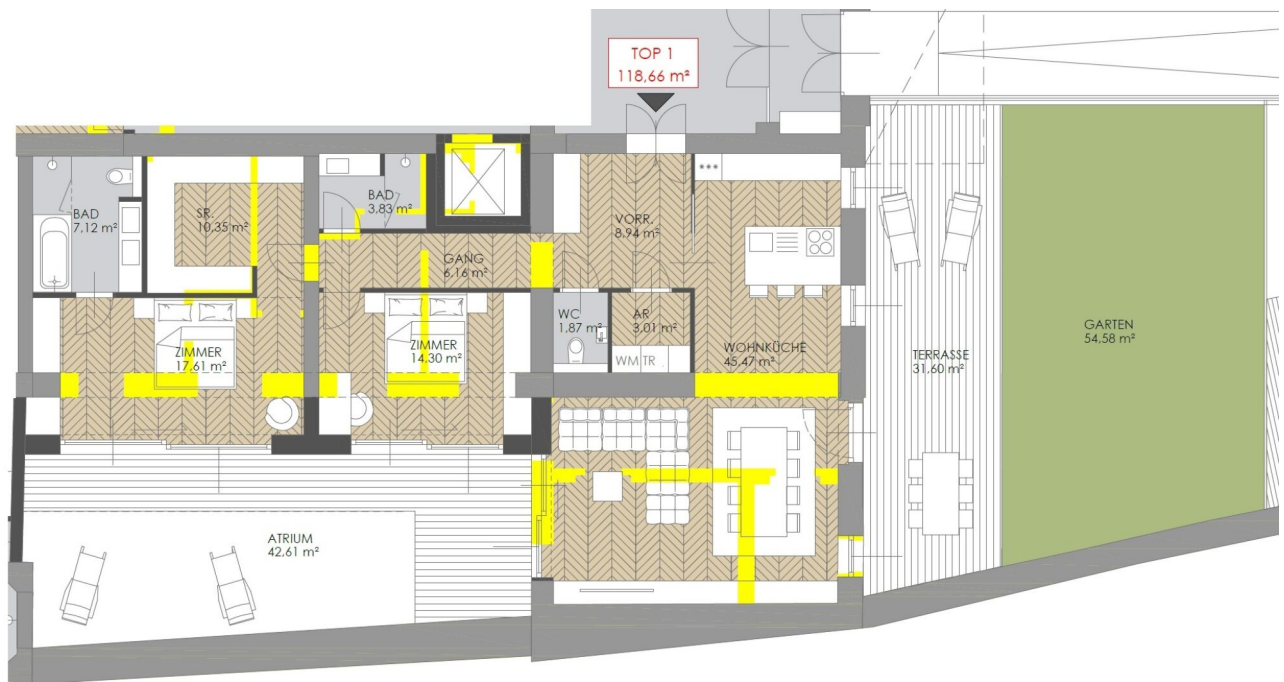 TOP 1
118,66 m²
BAD
7,12 m²
SR.
10,35 m²
BAD
3,83 m²
VORR.
8,94 m²
GANG
6,16 m²
WC
1,87 m²
AR
3,01 m²
WM TR.
WOHNKÜCHE
45,47 m²
ZIMMER
17,61 m²
ZIMMER
14,30 m²
TERRASSE
31,60 m²
GARTEN
54,58 m²
ATRIUM
42,61 m²